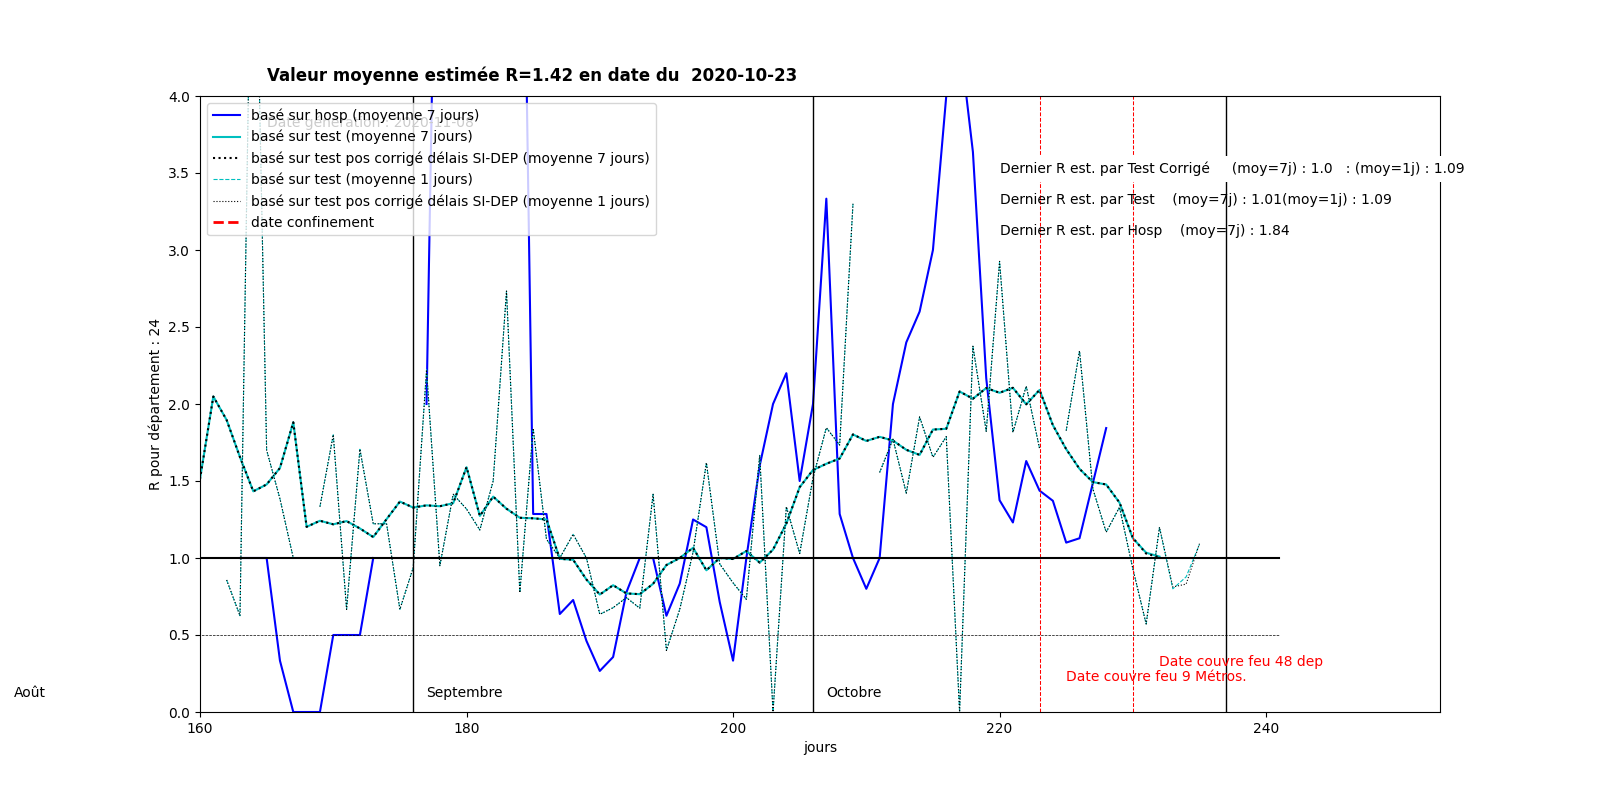 Valeur moyenne estimée R=1.42 en date du  2020-10-23
Date génération : 2020-11-08
basé sur hosp (moyenne 7 jours)
basé sur test (moyenne 7 jours)
basé sur test pos corrigé délais SI-DEP (moyenne 7 jours)
basé sur test (moyenne 1 jours)
basé sur test pos corrigé délais SI-DEP (moyenne 1 jours)
date confinement
Dernier R est. par Test Corrigé     (moy=7j) : 1.0   : (moy=1j) : 1.09
Dernier R est. par Test    (moy=7j) : 1.01(moy=1j) : 1.09
Dernier R est. par Hosp    (moy=7j) : 1.84
4.0
3.5
3.0
2.5
2.0
1.5
1.0
0.5
0.0
R pour département : 24
Date couvre feu 48 dep
Date couvre feu 9 Métros.
Août
Septembre
Octobre
160
180
200
220
240
jours